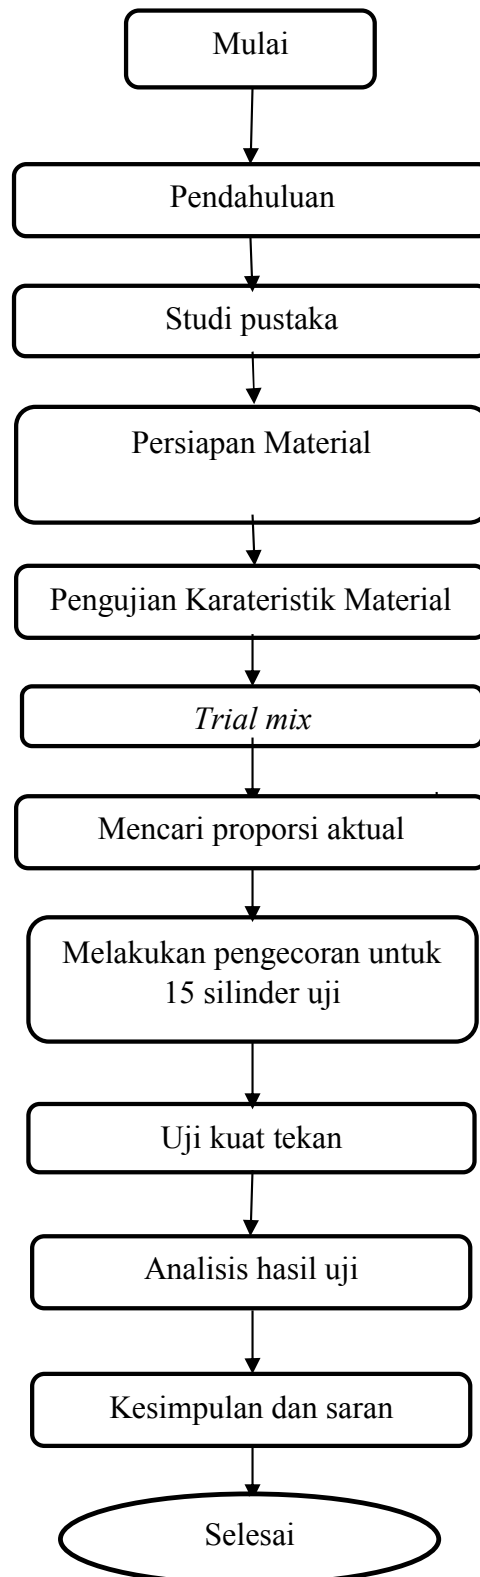 Mulai
Pendahuluan
Studi pustaka
Persiapan Material
Pengujian Karateristik Material
Trial mix
Mencari proporsi aktual
Melakukan pengecoran untuk
15 silinder uji
Uji kuat tekan
Analisis hasil uji
Kesimpulan dan saran
Selesai